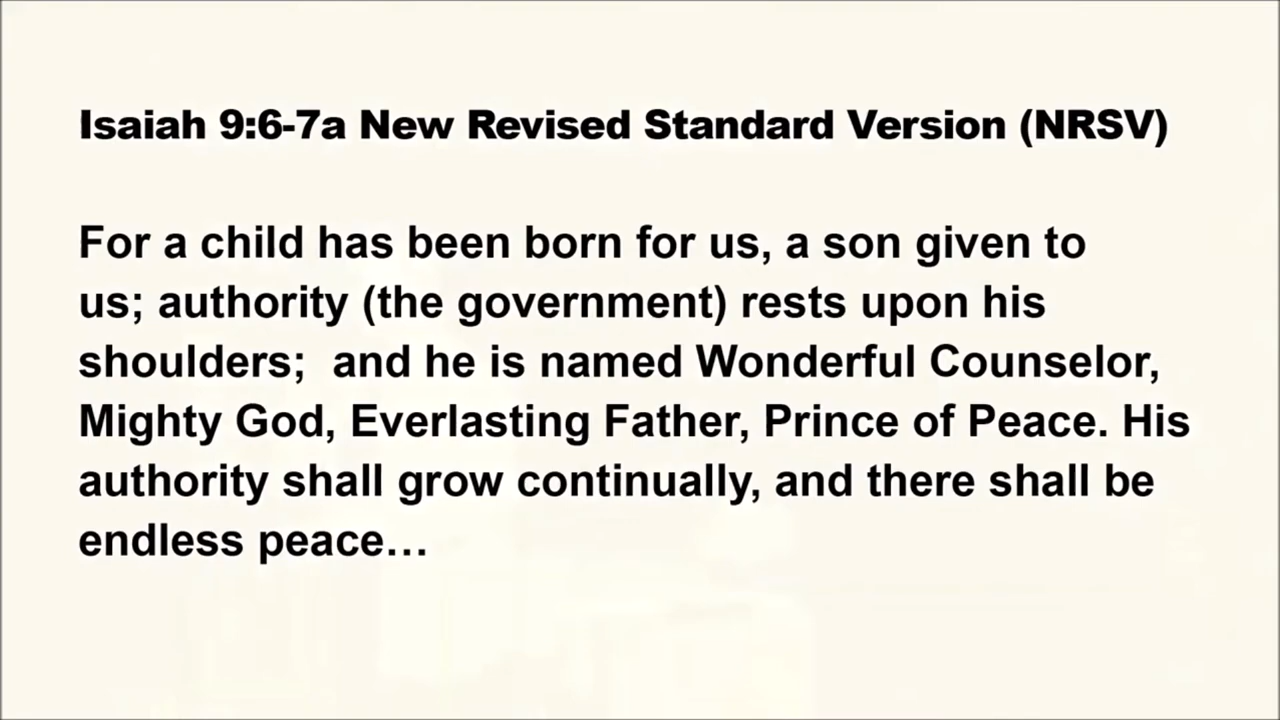 Isaiah 9:6-7a New Revised Standard Version (NRSV)
For a child has been born for us, a son given to
us; authority (the government) rests upon his
shoulders;  and he is named Wonderful Counselor,
Mighty God, Everlasting Father, Prince of Peace. His
authority shall grow continually, and there shall be
endless peace…